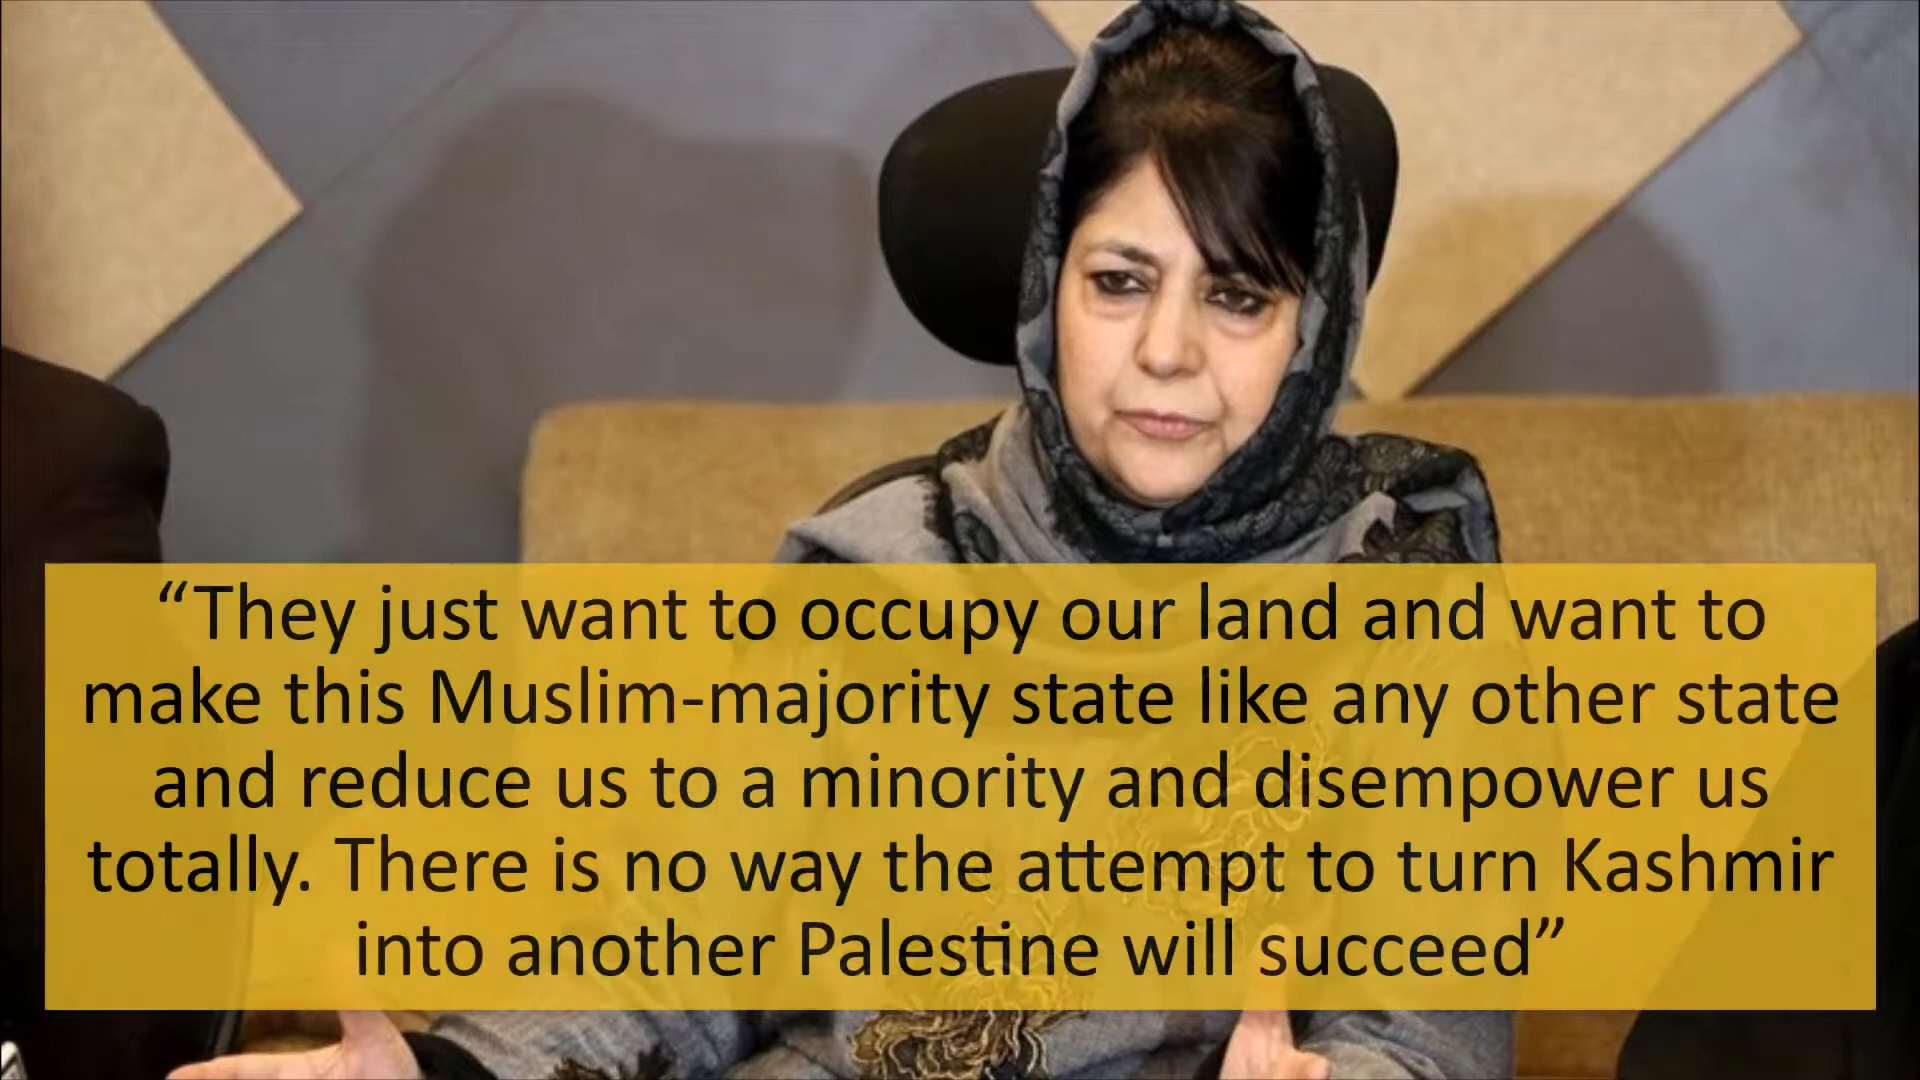 “They just want to occupy our land and want to
make this Muslim-majority state like any other state
and reduce us to a minority and disempower us
totally. There is no way the attempt to turn Kashmir
into another Palestine will succeed”